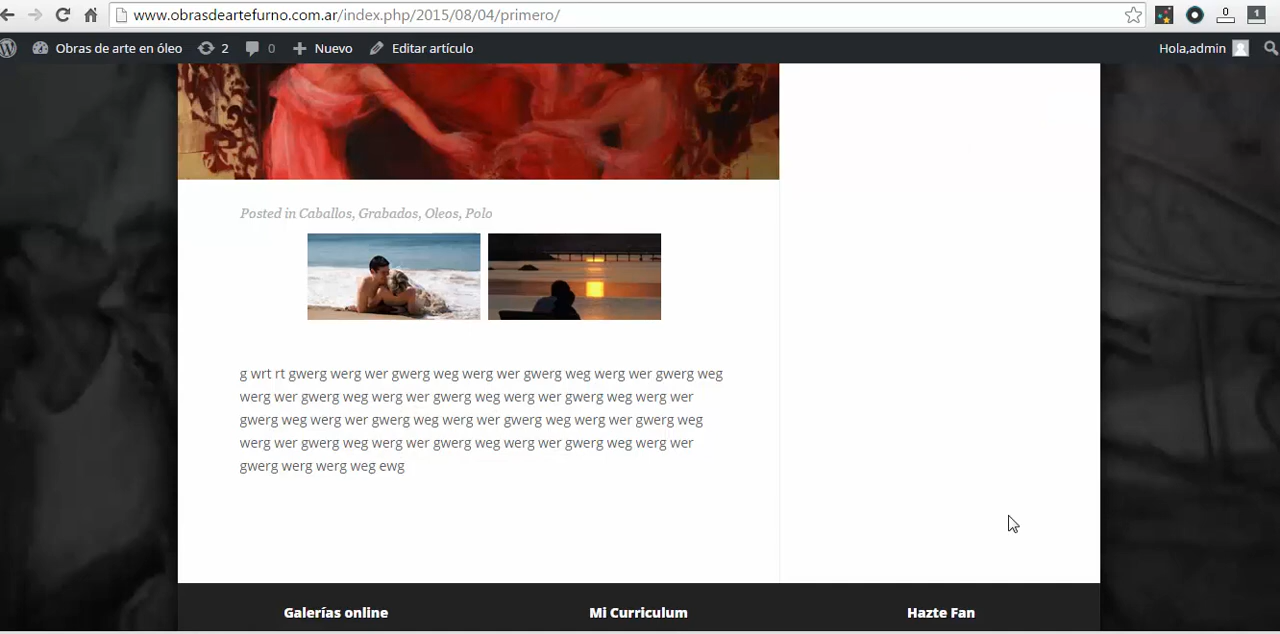 www.obrasdeartefurno.com.ar/index.php/2015/08/04/primero/
0
1
Obras de arte en óleo 2 0 Nuevo Editar artículo Hola,admin
Posted in Caballos, Grabados, Oleos, Polo
g wrt rt gwerg werg wer gwerg weg werg wer gwerg weg werg wer gwerg weg
werg wer gwerg weg werg wer gwerg weg werg wer gwerg weg werg wer
gwerg weg werg wer gwerg weg werg wer gwerg weg werg wer gwerg weg
werg wer gwerg weg werg wer gwerg weg werg wer gwerg weg werg wer
gwerg werg werg weg ewg
Galerías online Mi Curriculum Hazte Fan